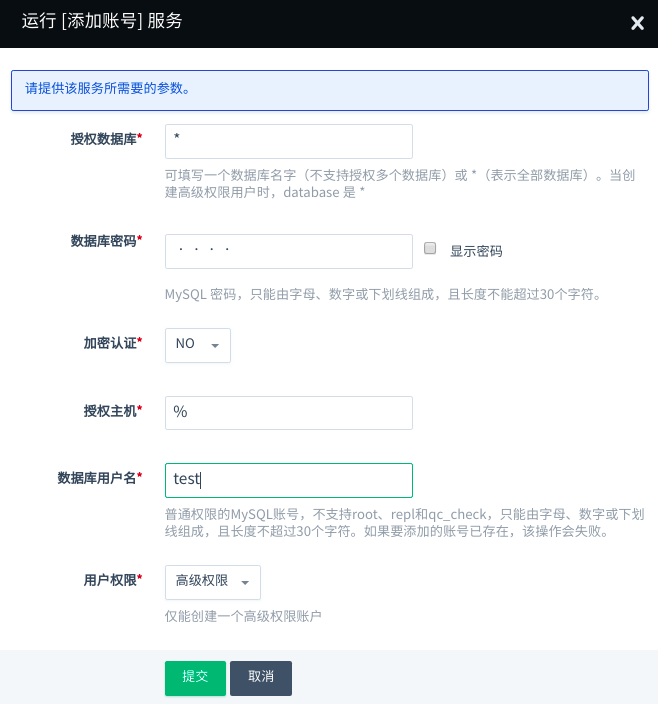 运行 [添加账号] 服务
请提供该服务所需要的参数。
授权数据库* *
可填写一个数据库名字（不支持授权多个数据库）或 *（表示全部数据库）。当创
建高级权限用户时，database 是 *
数据库密码* 显示密码
MySQL 密码，只能由字母、数字或下划线组成，且长度不能超过30个字符。
加密认证* NO
授权主机* %
数据库用户名* test
普通权限的MySQL账号，不支持root、repl和qc_check，只能由字母、数字或下划
线组成，且长度不超过30个字符。如果要添加的账号已存在，该操作会失败。
用户权限* 高级权限
仅能创建一个高级权限账户
提交 取消